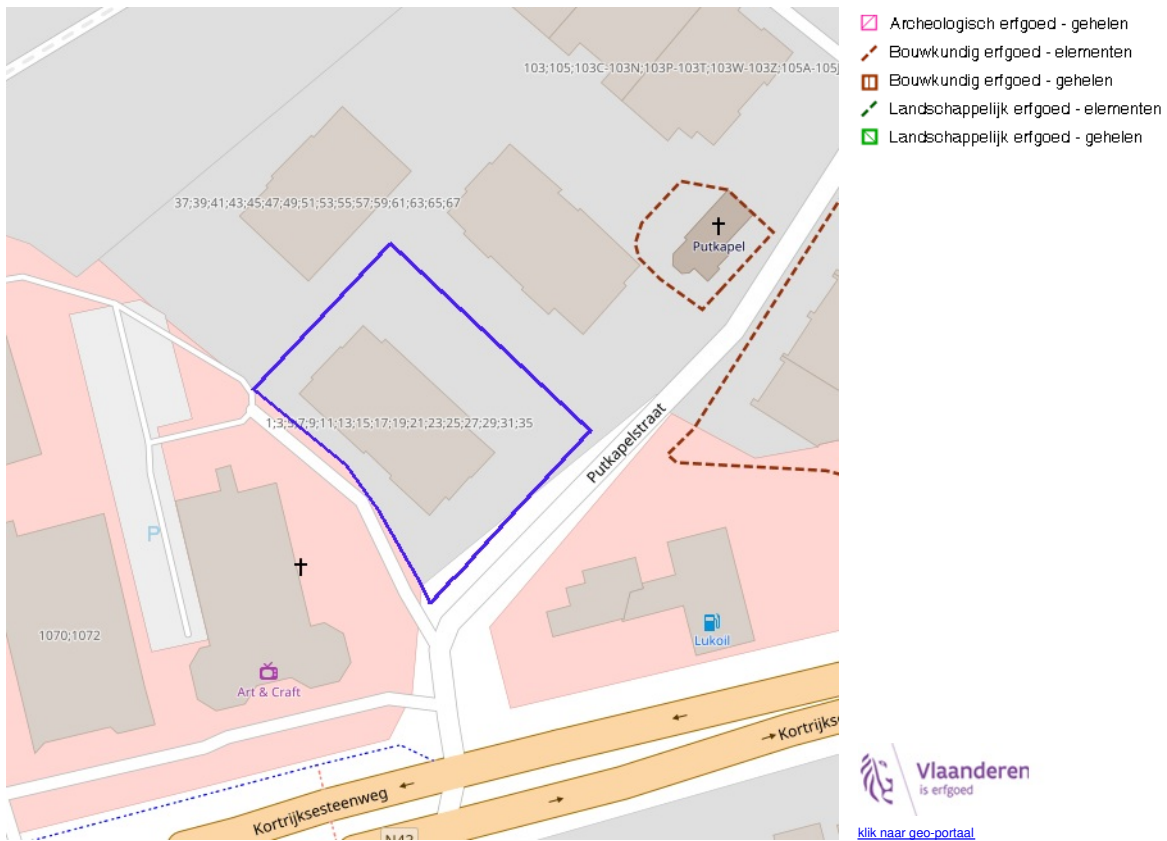 103;105;103C-103N;103P-103T;103W-103Z;105A-105
37;39;41;43;45;47;49;51;53;55;57;59;61;63;65;67
Putkapel
1;3;5;7;9;11;13;15;17;19;21;23;25;27;29;31;35
Putkapelstraat
P
1070;1072
Lukoil
Art & Craft
Kortrijks
Kortrijksesteenweg
N43
Archeologisch erfgoed - gehelen
Bouwkundig erfgoed - elementen
Bouwkundig erfgoed - gehelen
Landschappelijk erfgoed - elementen
Landschappelijk erfgoed - gehelen
Vlaanderen
is erfgoed
klik naar geo-portaal